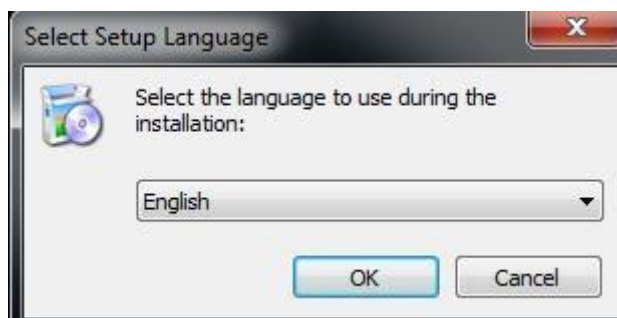 Select Setup Language
Select the language to use during the
installation:
English
OK
Cancel